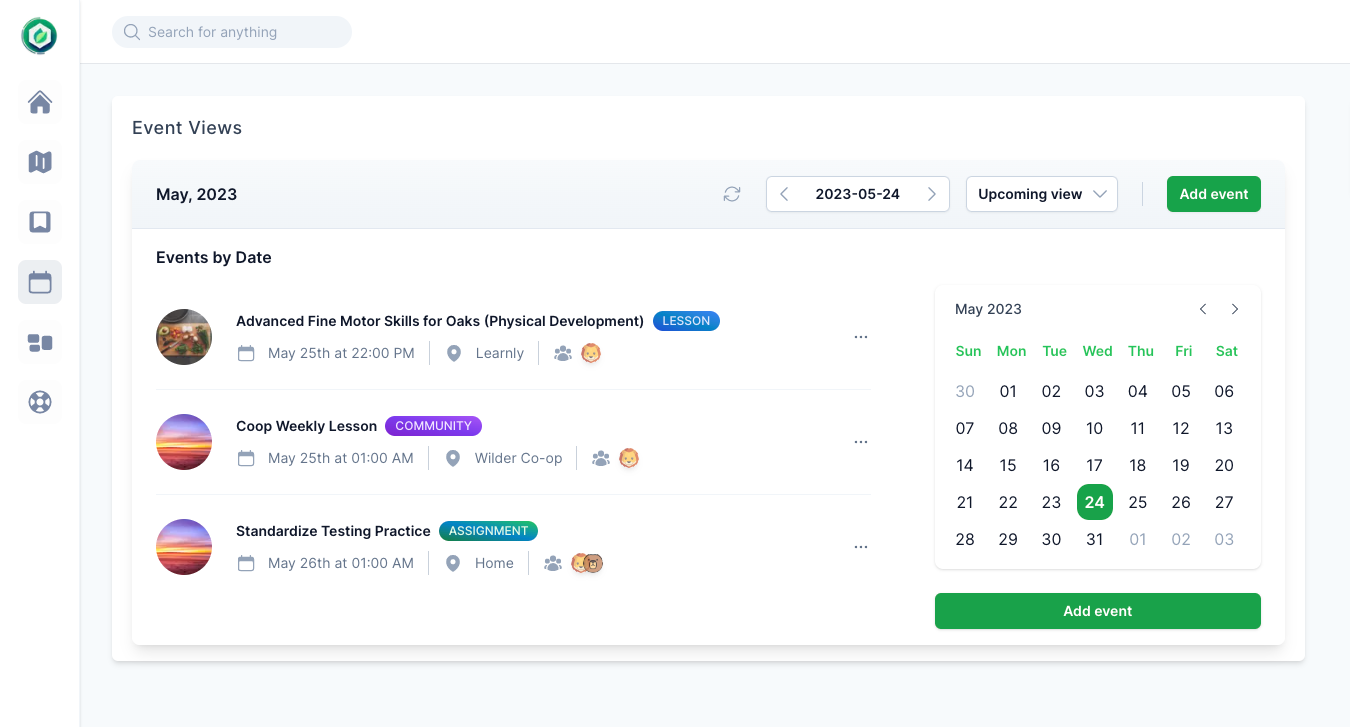 Search for anything
Event Views
May, 2023
2023-05-24
Upcoming view
Add event
Events by Date
Advanced Fine Motor Skills for Oaks (Physical Development) LESSON
May 25th at 22:00 PM Learnly
Coop Weekly Lesson COMMUNITY
May 25th at 01:00 AM Wilder Co-op
Standardize Testing Practice ASSIGNMENT
May 26th at 01:00 AM Home
May 2023
Sun Mon Tue Wed Thu Fri Sat
30 01 02 03 04 05 06
07 08 09 10 11 12 13
14 15 16 17 18 19 20
21 22 23 24 25 26 27
28 29 30 31 01 02 03
Add event